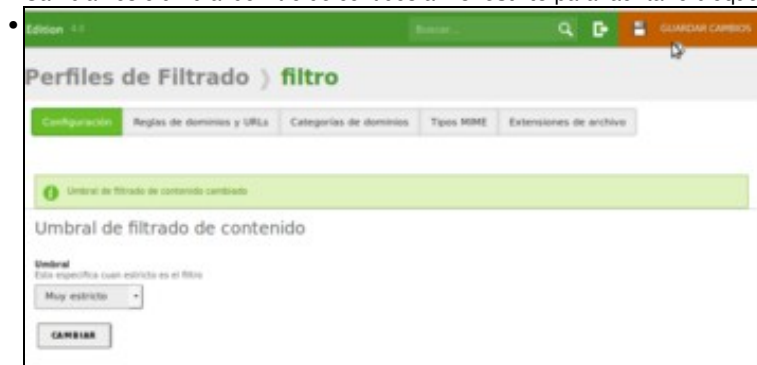 Edition 4.0 Buscar... GUARDAR CAMBIOS
Perfiles de Filtrado filtro
Configuración Reglas de dominios y URLs Categorías de dominios Tipos MIME Extensiones de archivo
Umbral de filtrado de contenido cambiado
Umbral de filtrado de contenido
Umbral
Esto especifica cuan estricto es el filtro
Muy estricto
CAMBIAR